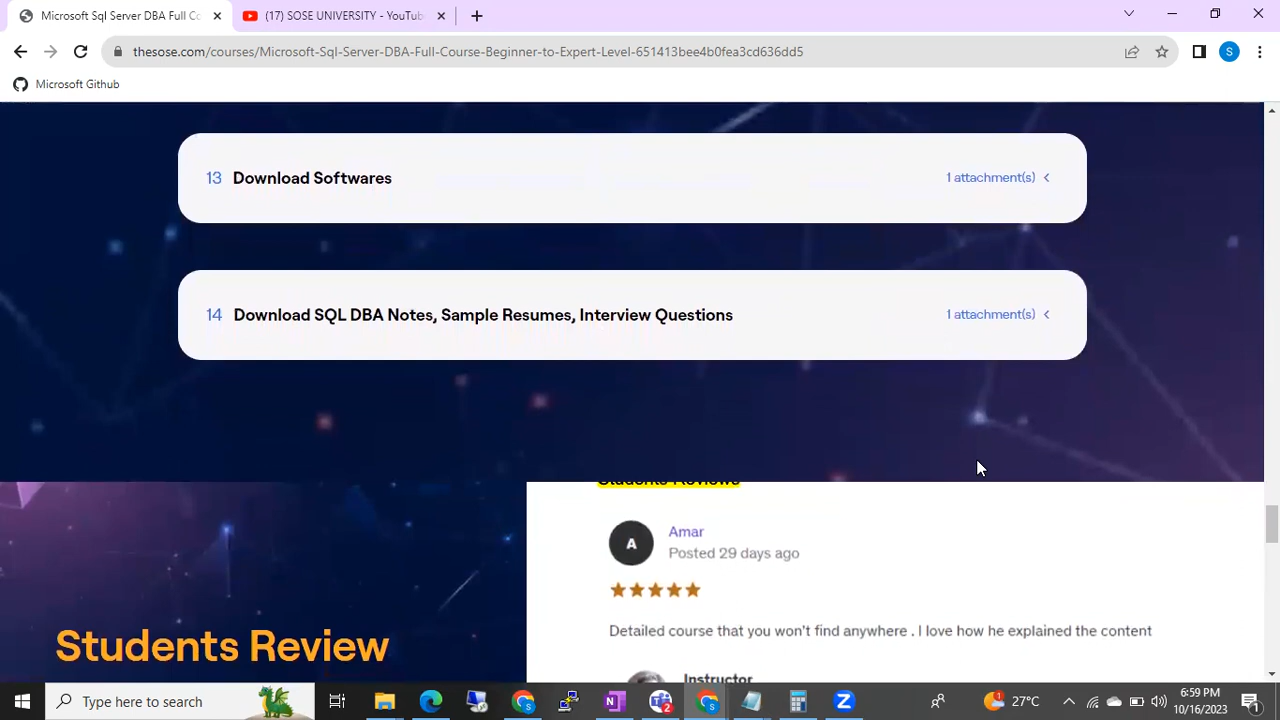 Microsoft Sql Server DBA Full Co
(17) SOSE UNIVERSITY - YouTub
thesose.com/courses/Microsoft-Sql-Server-DBA-Full-Course-Beginner-to-Expert-Level-651413bee4b0fea3cd636dd5
S
Microsoft Github
13 Download Softwares 1 attachment(s)
14 Download SQL DBA Notes, Sample Resumes, Interview Questions 1 attachment(s)
Students Reviews
A
Amar
Posted 29 days ago
Detailed course that you won't find anywhere . I love how he explained the content
Instructor
Students Review
Type here to search
S
2
S
1
27°C
6:59 PM
10/16/2023
1